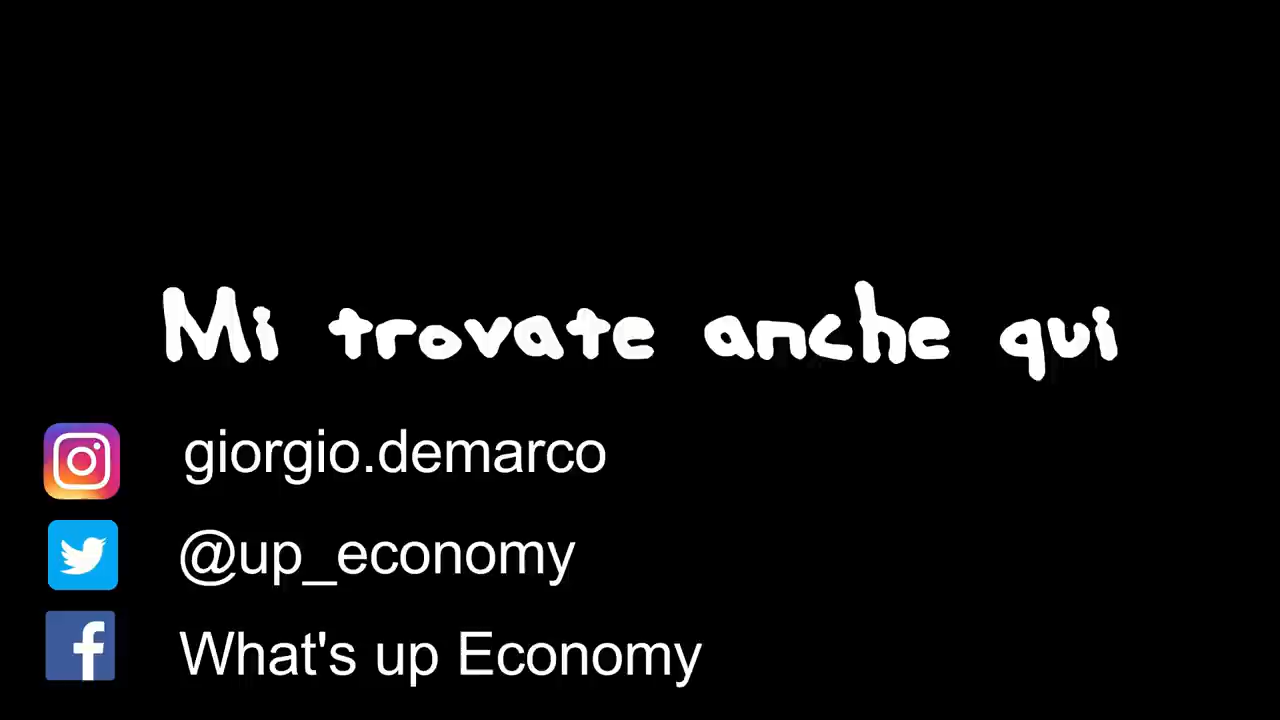 Mi trovate anche qui
giorgio.demarco
@up_economy
What's up Economy